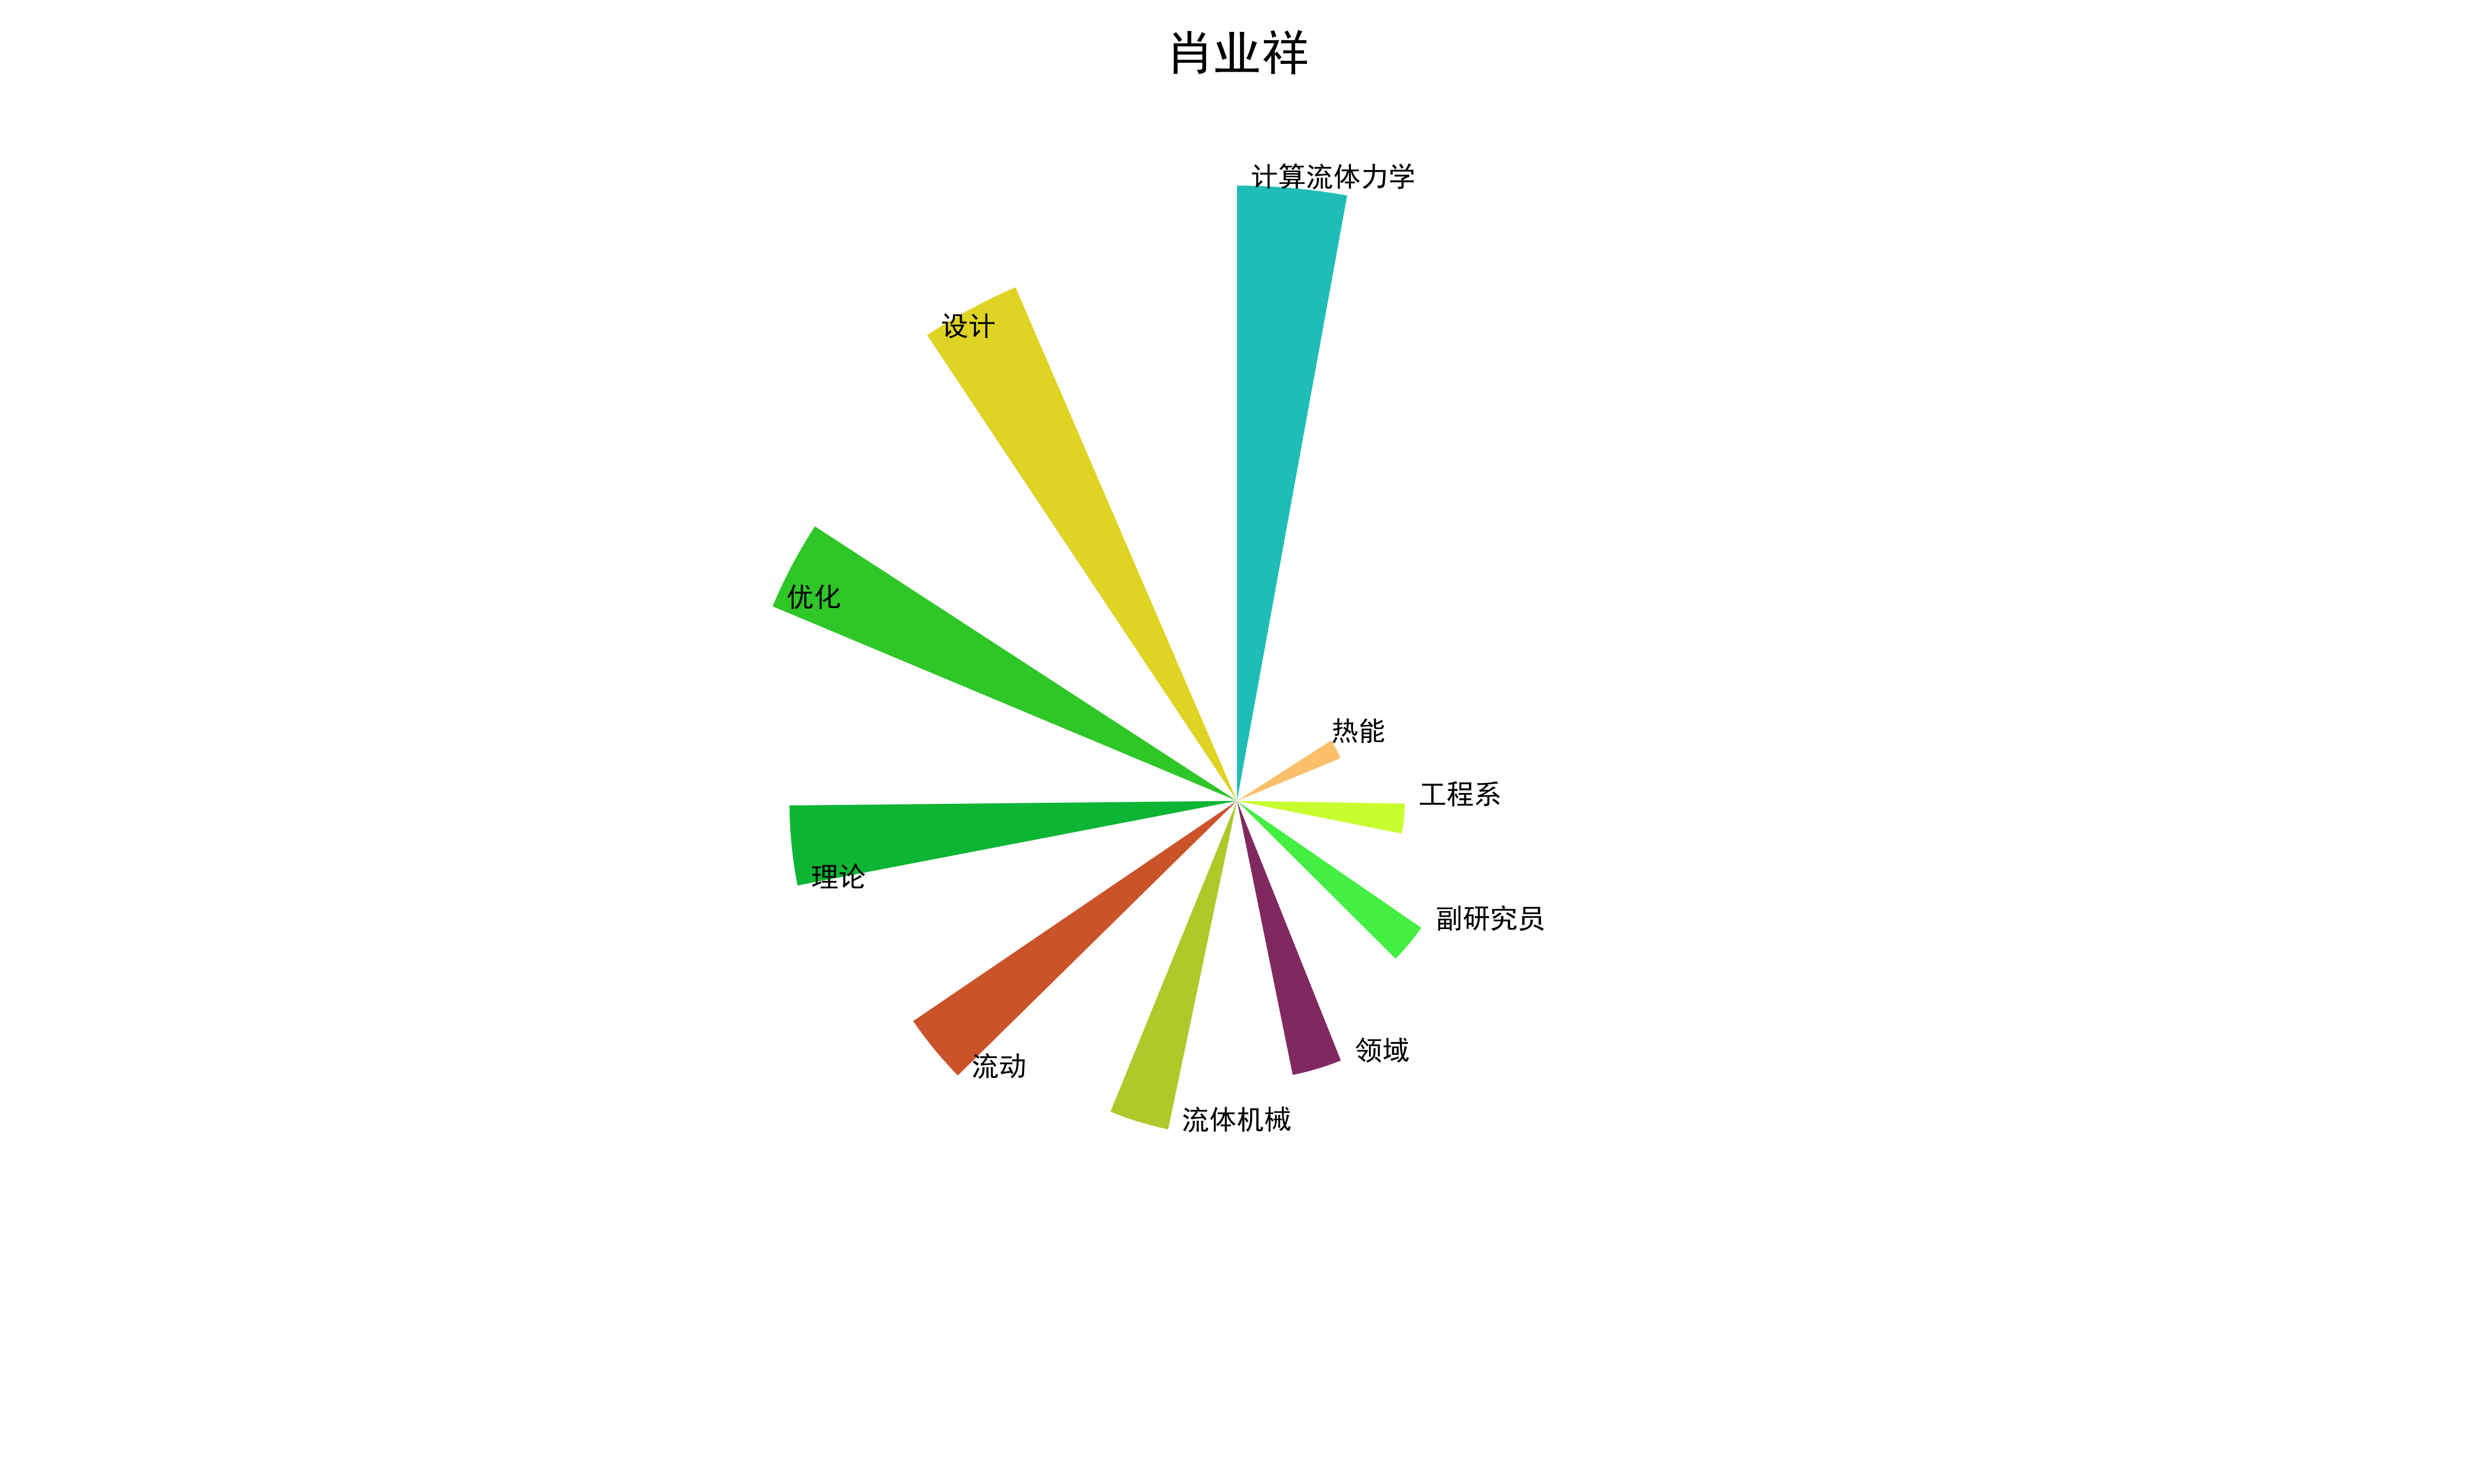 肖业祥
计算流体力学
设计
优化
热能
工程系
理论
副研究员
领域
流动
流体机械